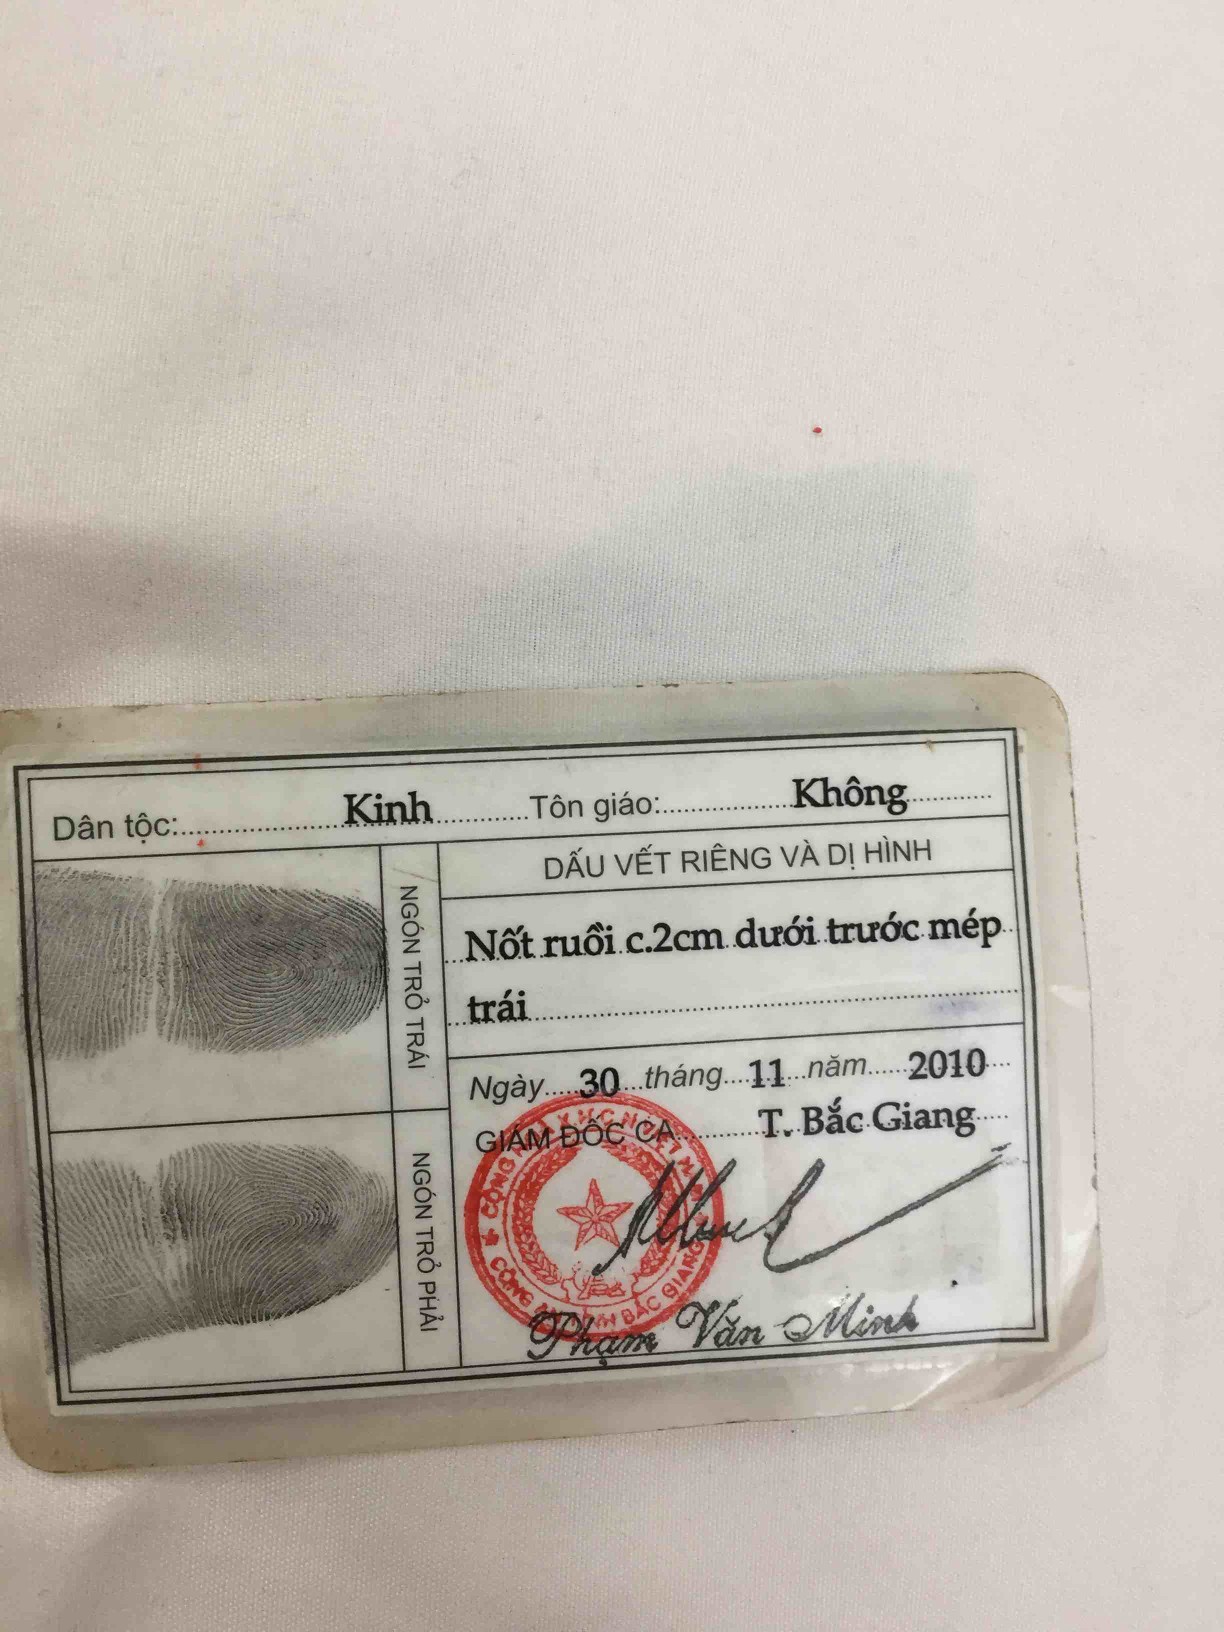 Dân tộc: Kinh Tôn giáo: Không
NGÓN TRỎ TRÁI
NGÓN TRỎ PHẢI
DẤU VẾT RIÊNG VÀ DỊ HÌNH
Nốt ruồi c.2cm dưới trước mép
trái
Ngày 30 tháng 11 năm 2010
GIÁM ĐỐC CA T. Bắc Giang
Phạm Văn Minh